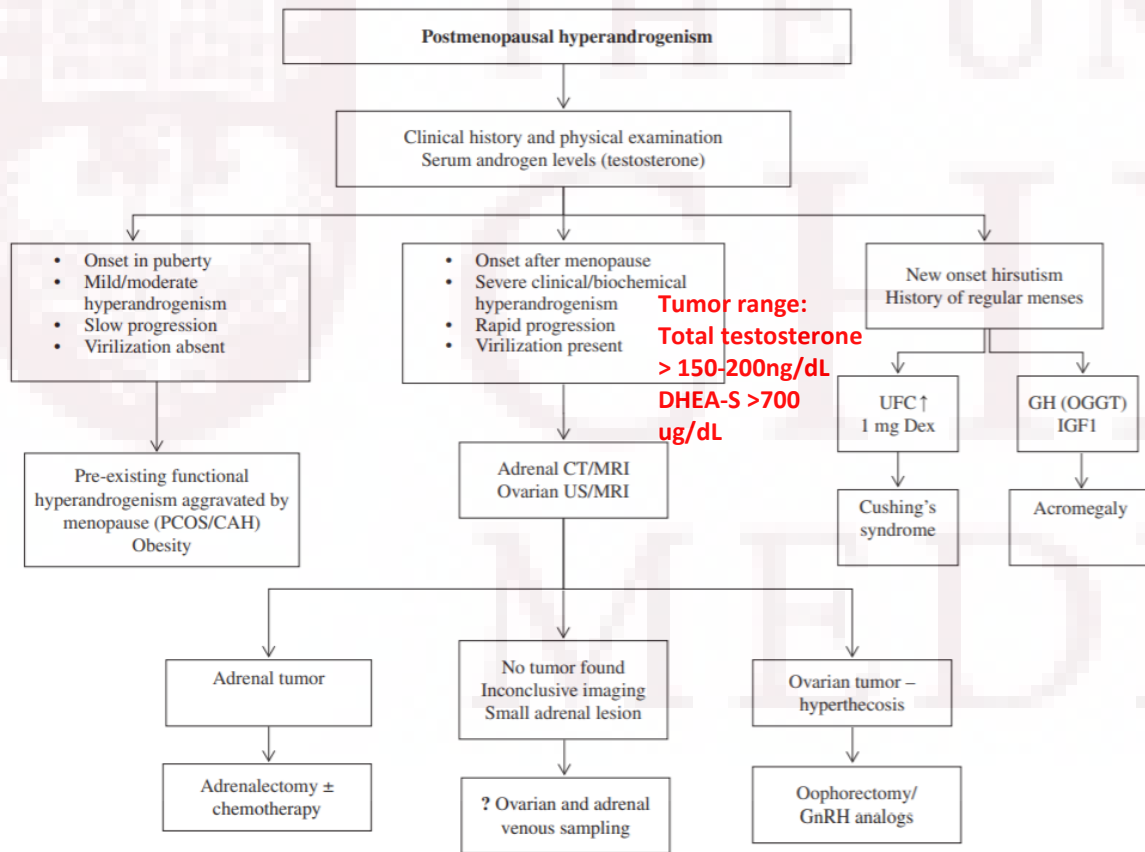 Postmenopausal hyperandrogenism
Clinical history and physical examination
Serum androgen levels (testosterone)
• Onset in puberty
• Mild/moderate
hyperandrogenism
• Slow progression
• Virilization absent
• Onset after menopause
• Severe clinical/biochemical
hyperandrogenism
• Rapid progression
• Virilization present
Tumor range:
Total testosterone
> 150-200ng/dL
DHEA-S >700
ug/dL
New onset hirsutism
History of regular menses
UFC ↑
1 mg Dex
GH (OGGT)
IGF1
Pre-existing functional
hyperandrogenism aggravated by
menopause (PCOS/CAH)
Obesity
Adrenal CT/MRI
Ovarian US/MRI
Cushing's
syndrome
Acromegaly
Adrenal tumor
No tumor found
Inconclusive imaging
Small adrenal lesion
Ovarian tumor –
hyperthecosis
Adrenalectomy ±
chemotherapy
? Ovarian and adrenal
venous sampling
Oophorectomy/
GnRH analogs
THE U
CH
MED